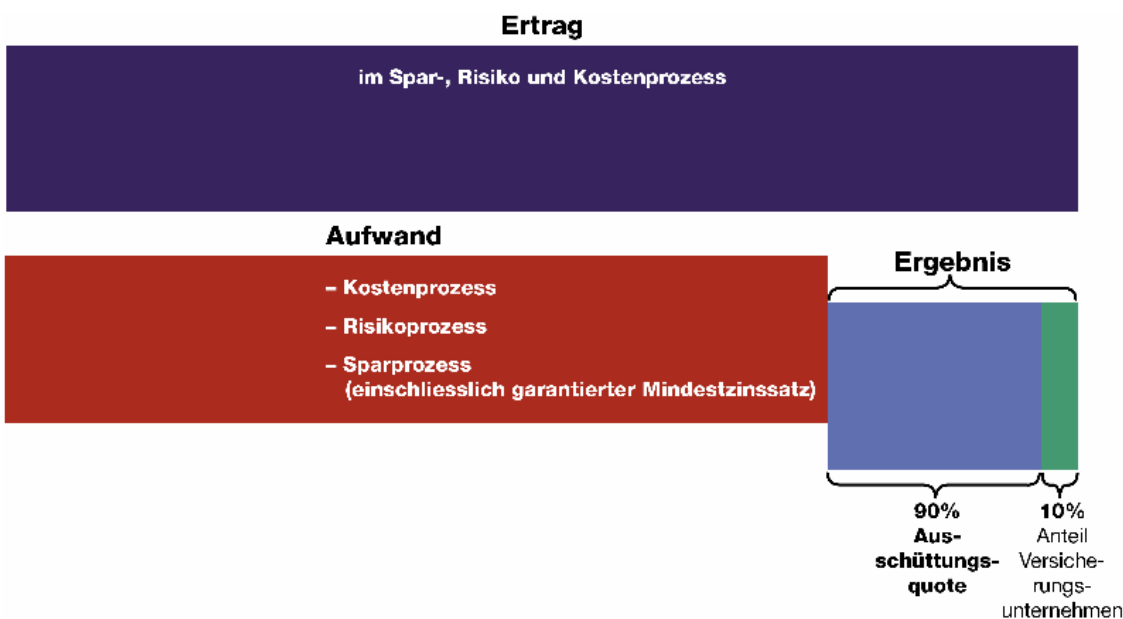 Ertrag
im Spar-, Risiko und Kostenprozess
Aufwand
– Kostenprozess
– Risikoprozess
– Sparprozess
(einschliesslich garantierter Mindestzinssatz)
Ergebnis
90%
Aus-
schüttungs-
quote
10%
Anteil
Versiche-
rungs-
unternehmen